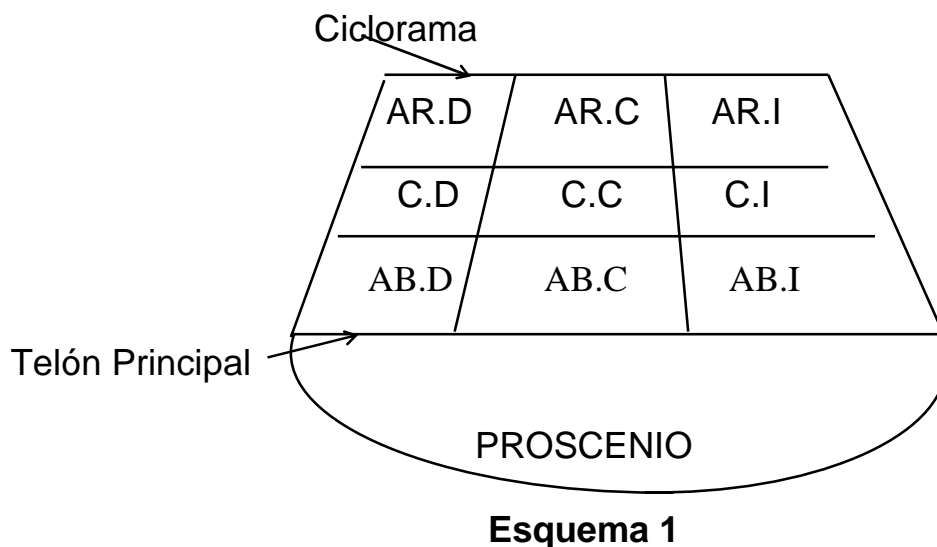 Ciclorama
AR.D AR.C AR.I
C.D C.C C.I
AB.D AB.C AB.I
Telón Principal
PROSCENIO
Esquema 1